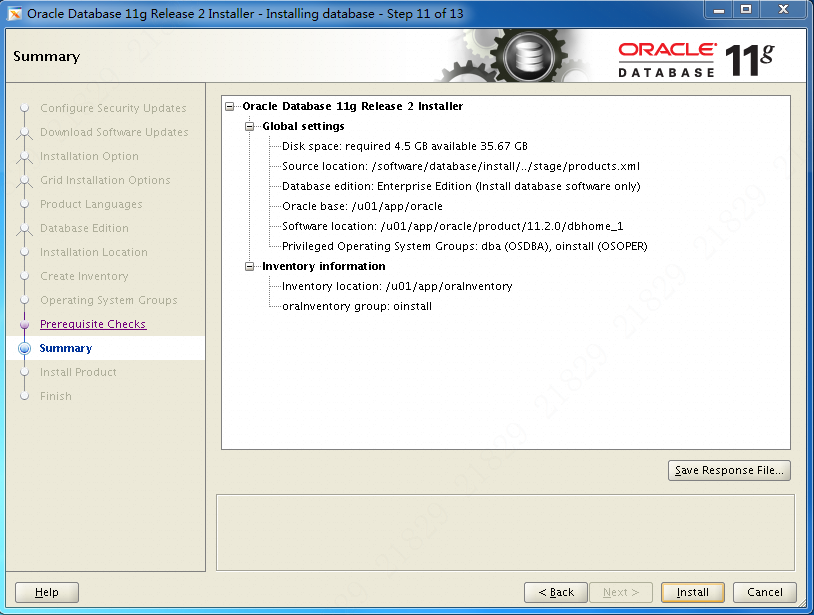 Oracle Database 11g Release 2 Installer - Installing database - Step 11 of 13
Summary
ORACLE
DATABASE 11g
Configure Security Updates
Download Software Updates
Installation Option
Grid Installation Options
Product Languages
Database Edition
Installation Location
Create Inventory
Operating System Groups
Prerequisite Checks
Summary
Install Product
Finish
Oracle Database 11g Release 2 Installer
Global settings
Disk space: required 4.5 GB available 35.67 GB
Source location: /software/database/install/../stage/products.xml
Database edition: Enterprise Edition (Install database software only)
Oracle base: /u01/app/oracle
Software location: /u01/app/oracle/product/11.2.0/dbhome_1
Privileged Operating System Groups: dba (OSDBA), oinstall (OSOPER)
Inventory information
Inventory location: /u01/app/oraInventory
oraInventory group: oinstall
Save Response File...
Help
< Back
Next >
Install
Cancel
21829 21829 21829 21829 21829